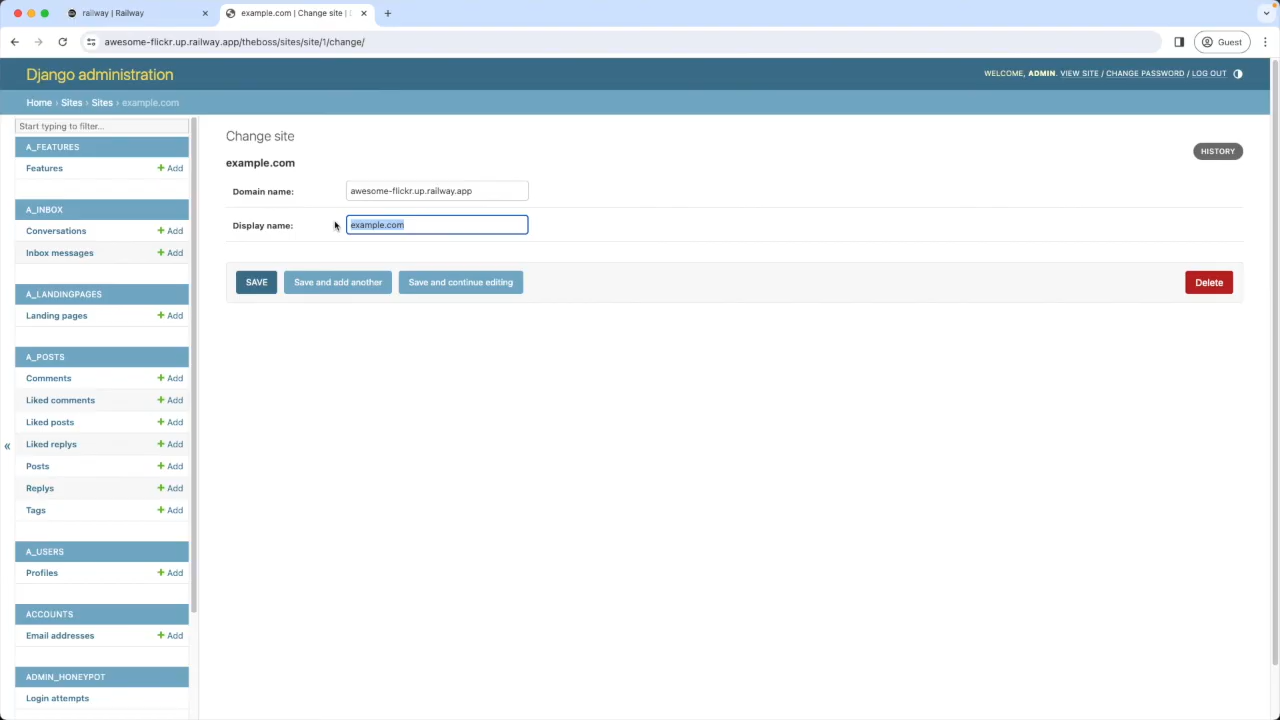 railway | Railway
example.com | Change site |
awesome-flickr.up.railway.app/theboss/sites/site/1/change/
Guest
Django administration
WELCOME, ADMIN. VIEW SITE / CHANGE PASSWORD / LOG OUT
Home › Sites › Sites › example.com
Start typing to filter...
A_FEATURES
Features + Add
A_INBOX
Conversations + Add
Inbox messages + Add
A_LANDINGPAGES
Landing pages + Add
A_POSTS
Comments + Add
Liked comments + Add
Liked posts + Add
Liked replys + Add
Posts + Add
Replys + Add
Tags + Add
A_USERS
Profiles + Add
ACCOUNTS
Email addresses + Add
ADMIN_HONEYPOT
Login attempts
«
Change site
HISTORY
example.com
Domain name: awesome-flickr.up.railway.app
Display name: example.com
SAVE Save and add another Save and continue editing Delete